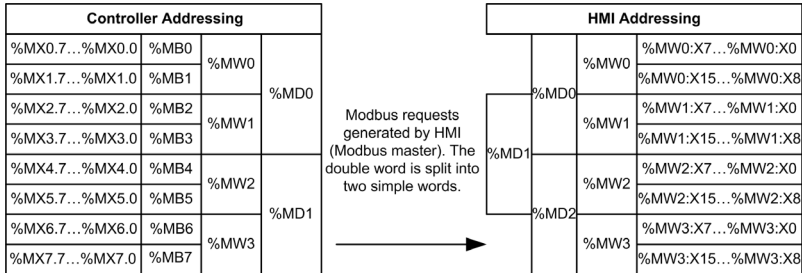 Controller Addressing
%MX0.7…%MX0.0 %MB0 %MW0 %MD0
%MX1.7…%MX1.0 %MB1
%MX2.7…%MX2.0 %MB2 %MW1
%MX3.7…%MX3.0 %MB3
%MX4.7…%MX4.0 %MB4 %MW2 %MD1
%MX5.7…%MX5.0 %MB5
%MX6.7…%MX6.0 %MB6 %MW3
%MX7.7…%MX7.0 %MB7
Modbus requests
generated by HMI
(Modbus master). The
double word is split into
two simple words.
HMI Addressing
%MD0 %MW0 %MW0:X7…%MW0:X0
%MW0:X15…%MW0:X8
%MD1 %MW1 %MW1:X7…%MW1:X0
%MW1:X15…%MW1:X8
%MD2 %MW2 %MW2:X7…%MW2:X0
%MW2:X15…%MW2:X8
%MW3 %MW3:X7…%MW3:X0
%MW3:X15…%MW3:X8